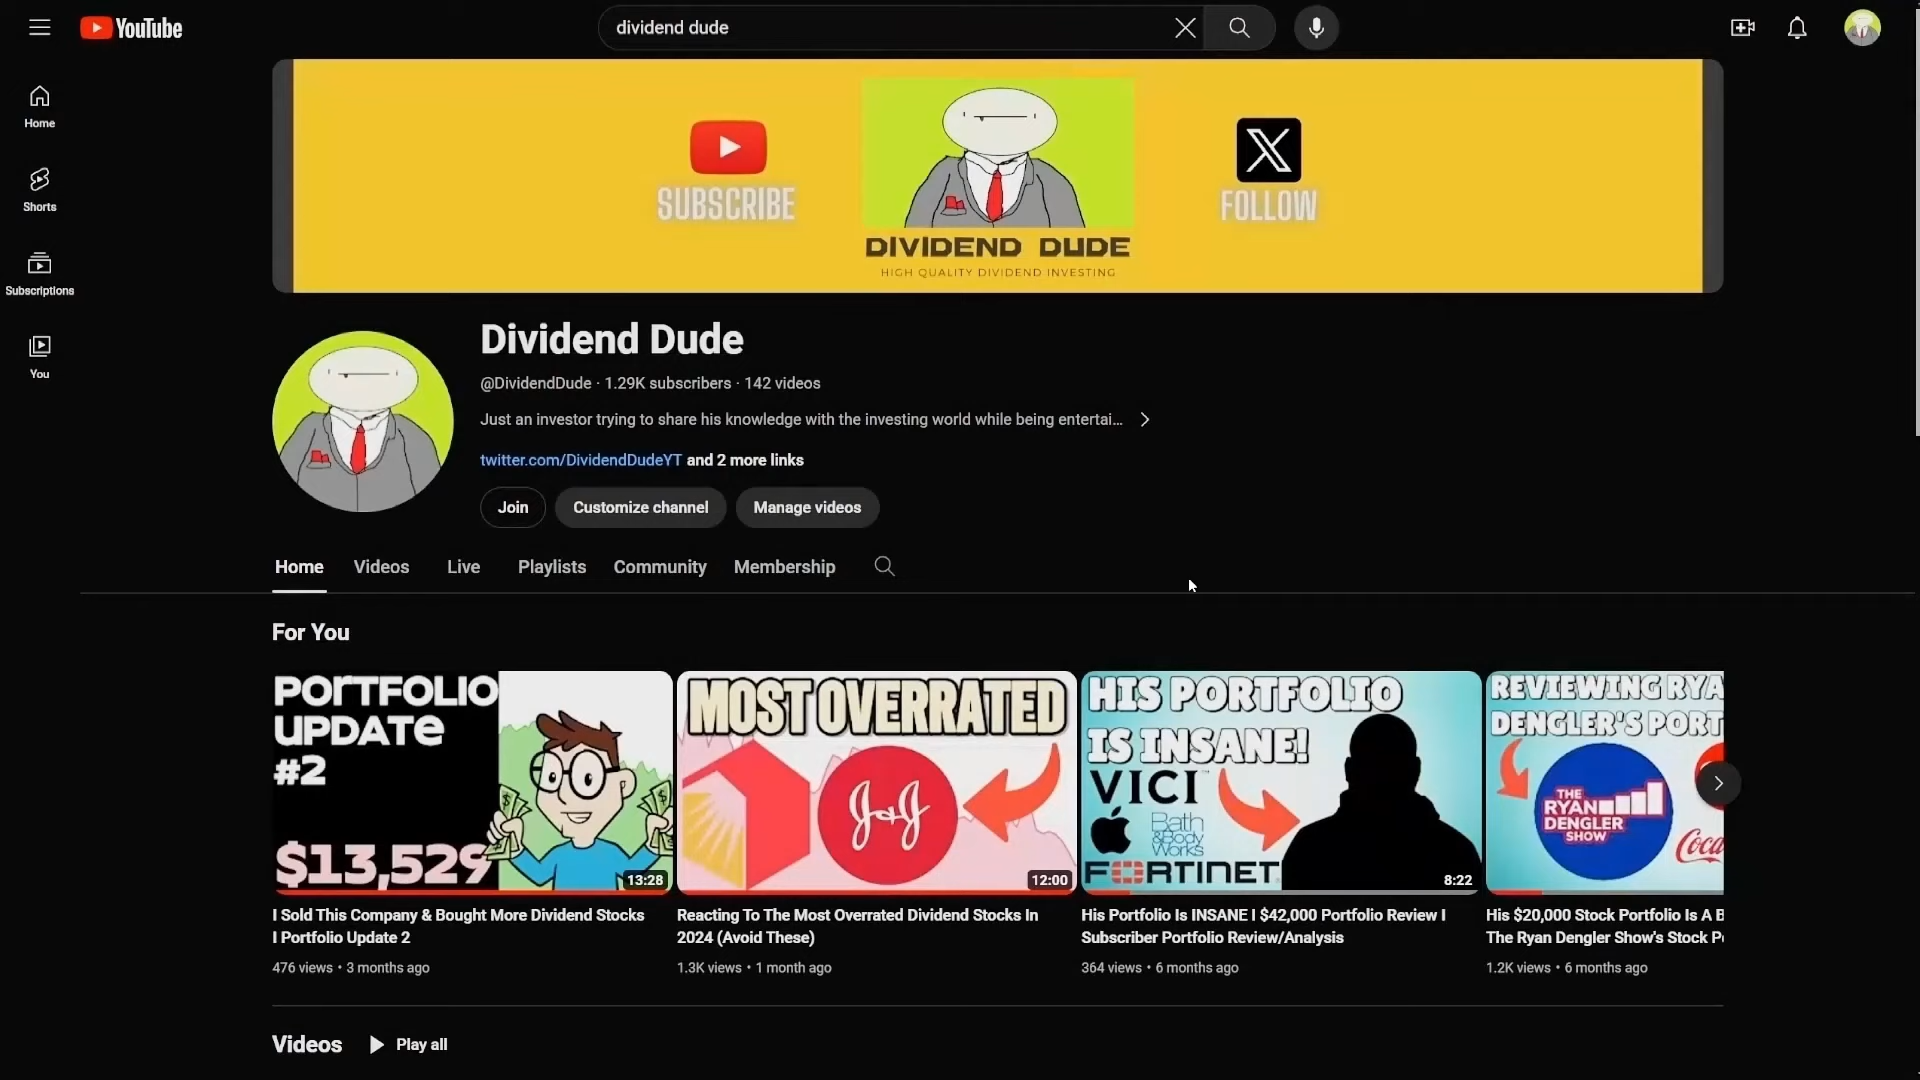 YouTube
dividend dude
Home
Shorts
Subscriptions
You
SUBSCRIBE
FOLLOW
DIVIDEND DUDE
HIGH QUALITY DIVIDEND INVESTING
Dividend Dude
@DividendDude · 1.29K subscribers · 142 videos
Just an investor trying to share his knowledge with the investing world while being entertai...
twitter.com/DividendDudeYT and 2 more links
Join
Customize channel
Manage videos
Home
Videos
Live
Playlists
Community
Membership
For You
PORTFOLIO
UPDATE
#2
$13,529
13:28
I Sold This Company & Bought More Dividend Stocks
I Portfolio Update 2
476 views • 3 months ago
MOST OVERRATED
J&J
12:00
Reacting To The Most Overrated Dividend Stocks In
2024 (Avoid These)
1.3K views • 1 month ago
HIS PORTFOLIO
IS INSANE!
VICI
Bath
&Body
Works
FORTINET
8:22
His Portfolio Is INSANE I $42,000 Portfolio Review I
Subscriber Portfolio Review/Analysis
364 views • 6 months ago
REVIEWING RYA
DENGLER'S PORT
THE
RYAN
DENGLER
SHOW
Coca
His $20,000 Stock Portfolio Is A B
The Ryan Dengler Show's Stock P
1.2K views • 6 months ago
Videos
Play all